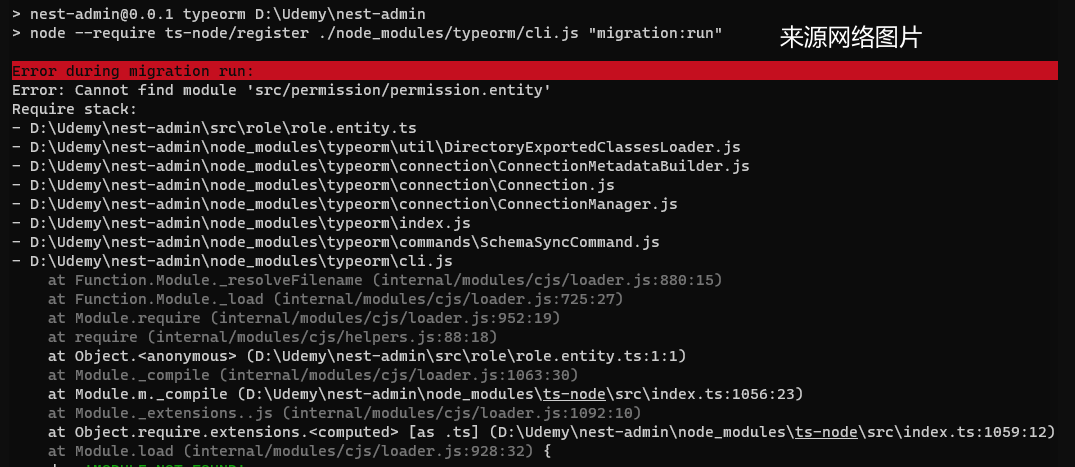 > nest-admin@0.0.1 typeorm D:\Udemy\nest-admin
> node --require ts-node/register ./node_modules/typeorm/cli.js "migration:run"
来源网络图片
Error during migration run:
Error: Cannot find module 'src/permission/permission.entity'
Require stack:
- D:\Udemy\nest-admin\src\role\role.entity.ts
- D:\Udemy\nest-admin\node_modules\typeorm\util\DirectoryExportedClassesLoader.js
- D:\Udemy\nest-admin\node_modules\typeorm\connection\ConnectionMetadataBuilder.js
- D:\Udemy\nest-admin\node_modules\typeorm\connection\Connection.js
- D:\Udemy\nest-admin\node_modules\typeorm\connection\ConnectionManager.js
- D:\Udemy\nest-admin\node_modules\typeorm\index.js
- D:\Udemy\nest-admin\node_modules\typeorm\commands\SchemaSyncCommand.js
- D:\Udemy\nest-admin\node_modules\typeorm\cli.js
    at Function.Module._resolveFilename (internal/modules/cjs/loader.js:880:15)
    at Function.Module._load (internal/modules/cjs/loader.js:725:27)
    at Module.require (internal/modules/cjs/loader.js:952:19)
    at require (internal/modules/cjs/helpers.js:88:18)
    at Object.<anonymous> (D:\Udemy\nest-admin\src\role\role.entity.ts:1:1)
    at Module._compile (internal/modules/cjs/loader.js:1063:30)
    at Module.m._compile (D:\Udemy\nest-admin\node_modules\ts-node\src\index.ts:1056:23)
    at Module._extensions..js (internal/modules/cjs/loader.js:1092:10)
    at Object.require.extensions.<computed> [as .ts] (D:\Udemy\nest-admin\node_modules\ts-node\src\index.ts:1059:12)
    at Module.load (internal/modules/cjs/loader.js:928:32) {